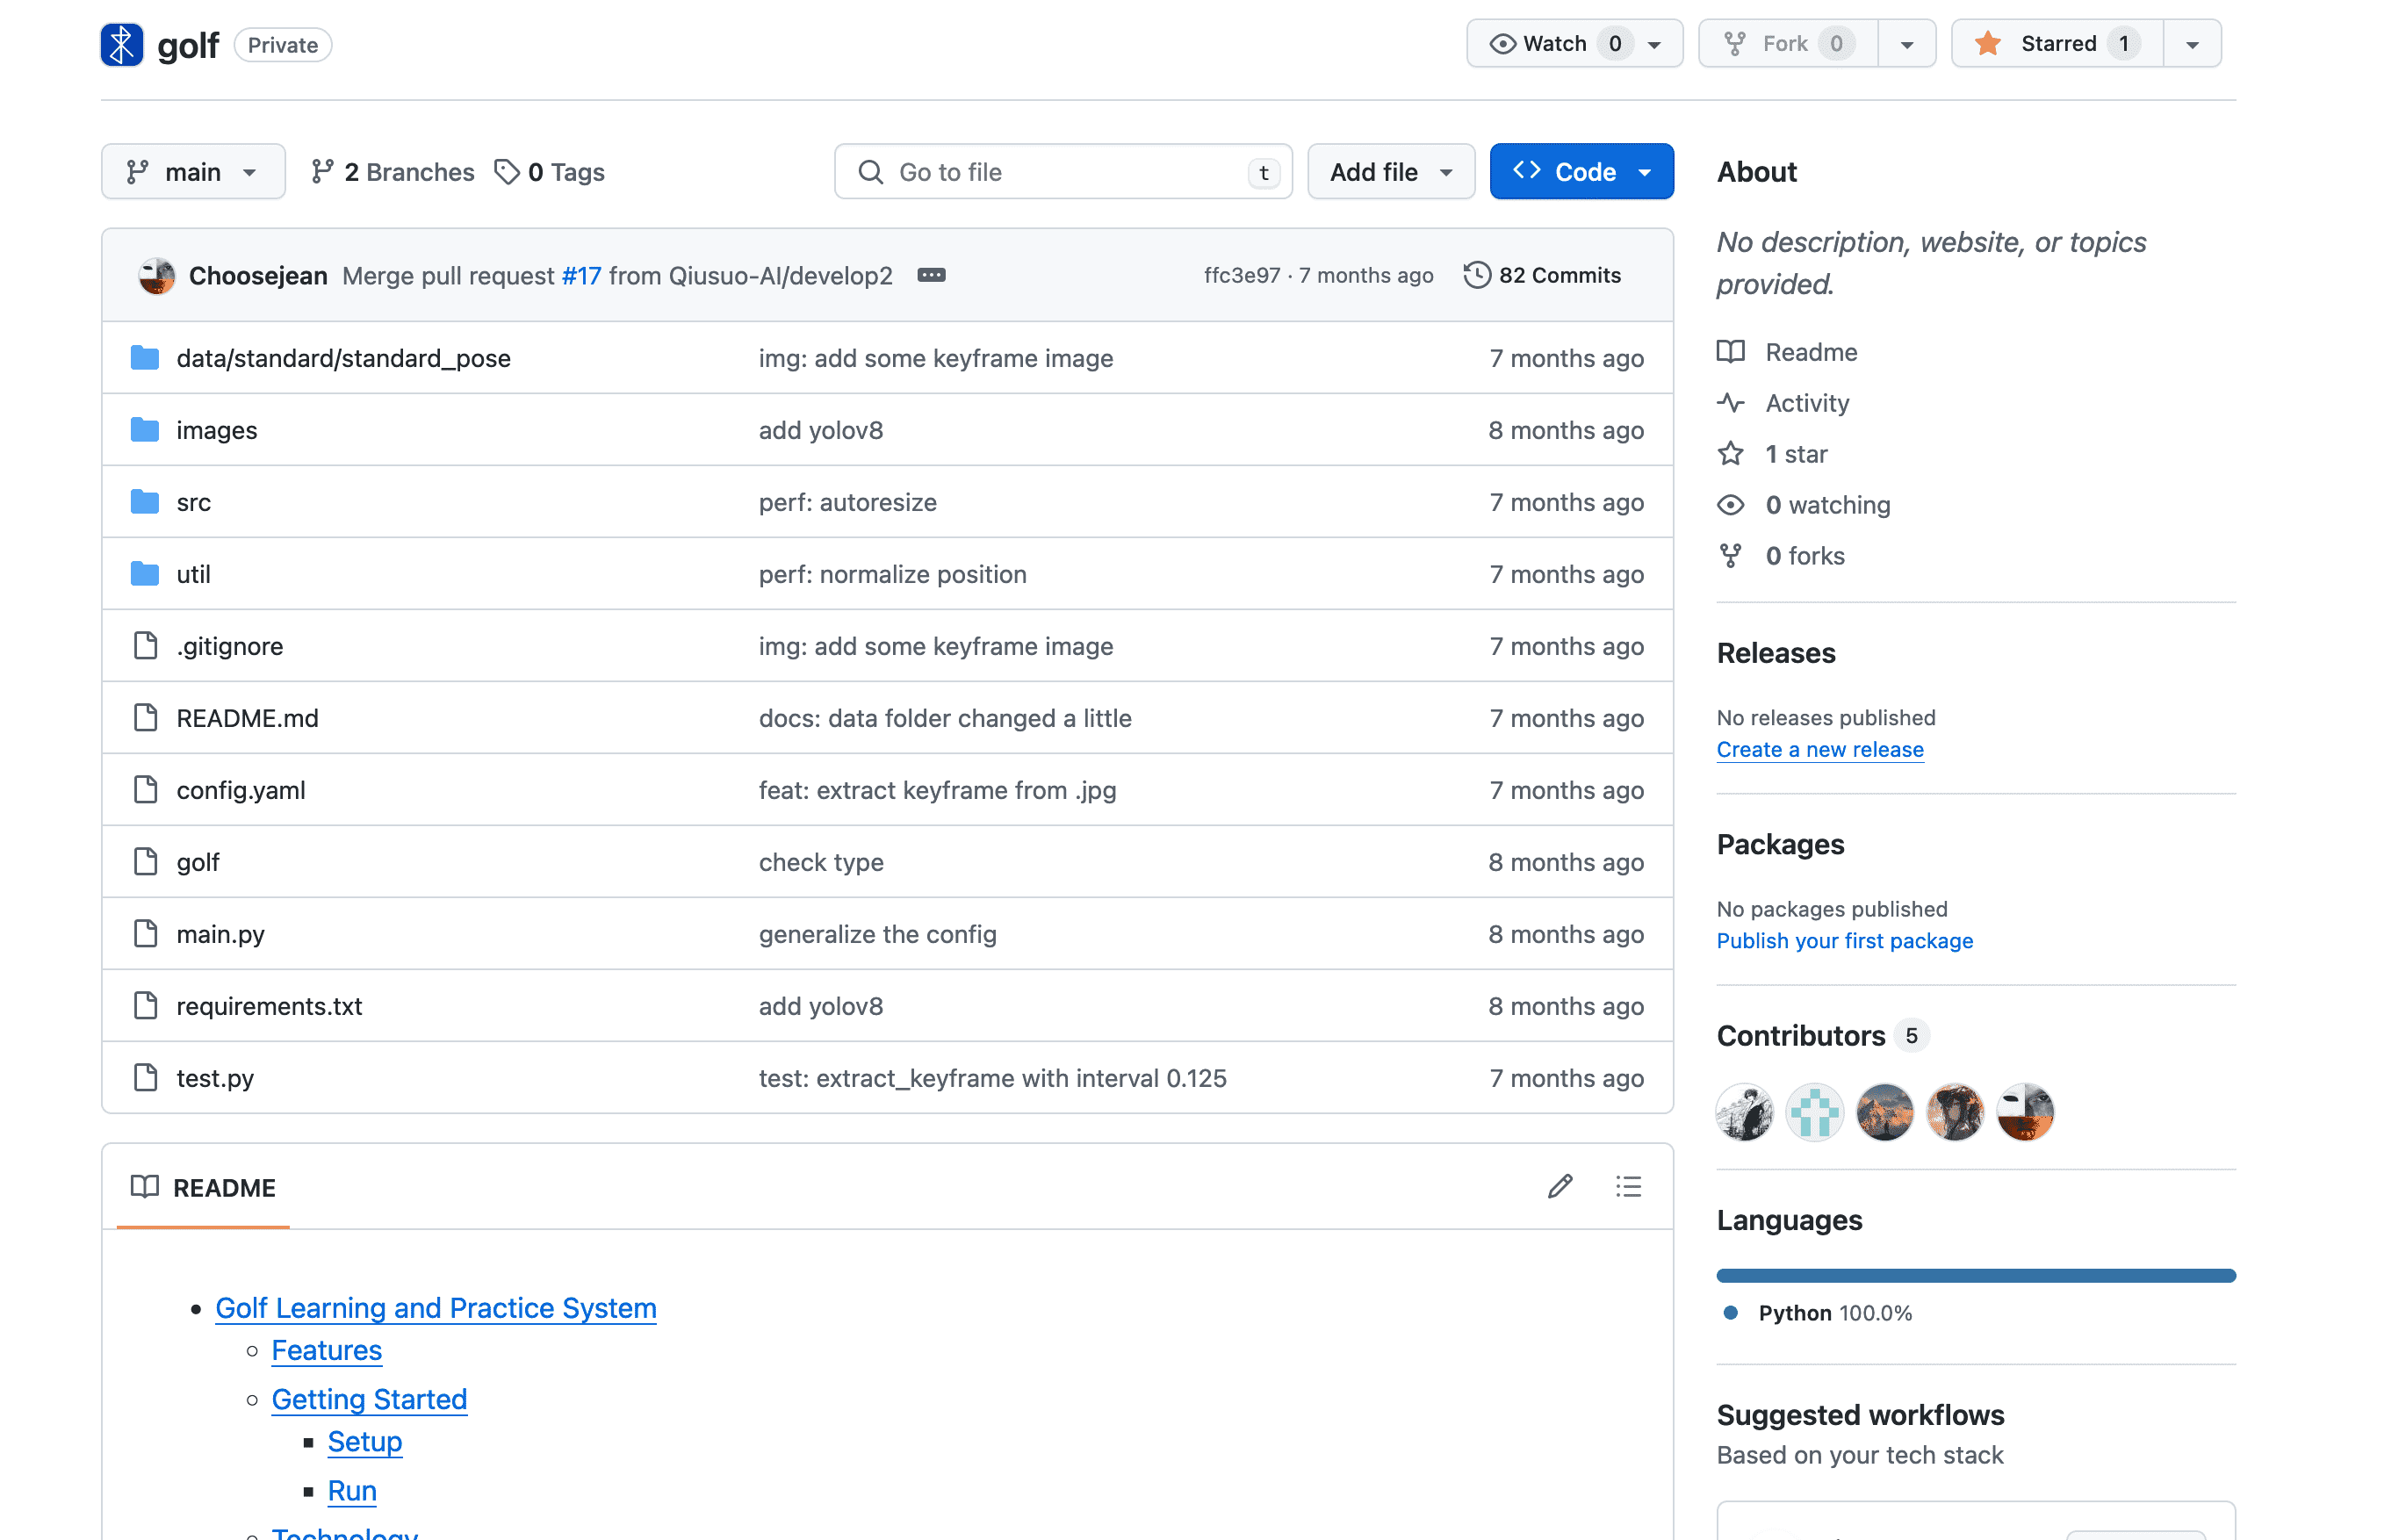 golf Private Watch 0 Fork 0 Starred 1
main 2 Branches 0 Tags Go to file t Add file Code
Choosejean Merge pull request #17 from Qiusuo-AI/develop2 ffc3e97 · 7 months ago 82 Commits
data/standard/standard_pose img: add some keyframe image 7 months ago
images add yolov8 8 months ago
src perf: autoresize 7 months ago
util perf: normalize position 7 months ago
.gitignore img: add some keyframe image 7 months ago
README.md docs: data folder changed a little 7 months ago
config.yaml feat: extract keyframe from .jpg 7 months ago
golf check type 8 months ago
main.py generalize the config 8 months ago
requirements.txt add yolov8 8 months ago
test.py test: extract_keyframe with interval 0.125 7 months ago
README
Golf Learning and Practice System
Features
Getting Started
Setup
Run
Technology
About
No description, website, or topics
provided.
Readme
Activity
1 star
0 watching
0 forks
Releases
No releases published
Create a new release
Packages
No packages published
Publish your first package
Contributors 5
Languages
Python 100.0%
Suggested workflows
Based on your tech stack